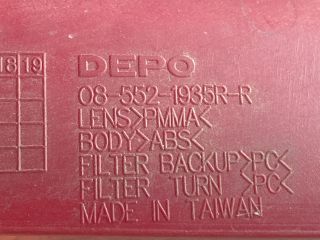 18 19
DEPO
08-552-1935R-R
LENS>PMMA<
BODY>ABS<
FILTER BACKUP>PC<
FILTER TURN >PC<
MADE IN TAIWAN